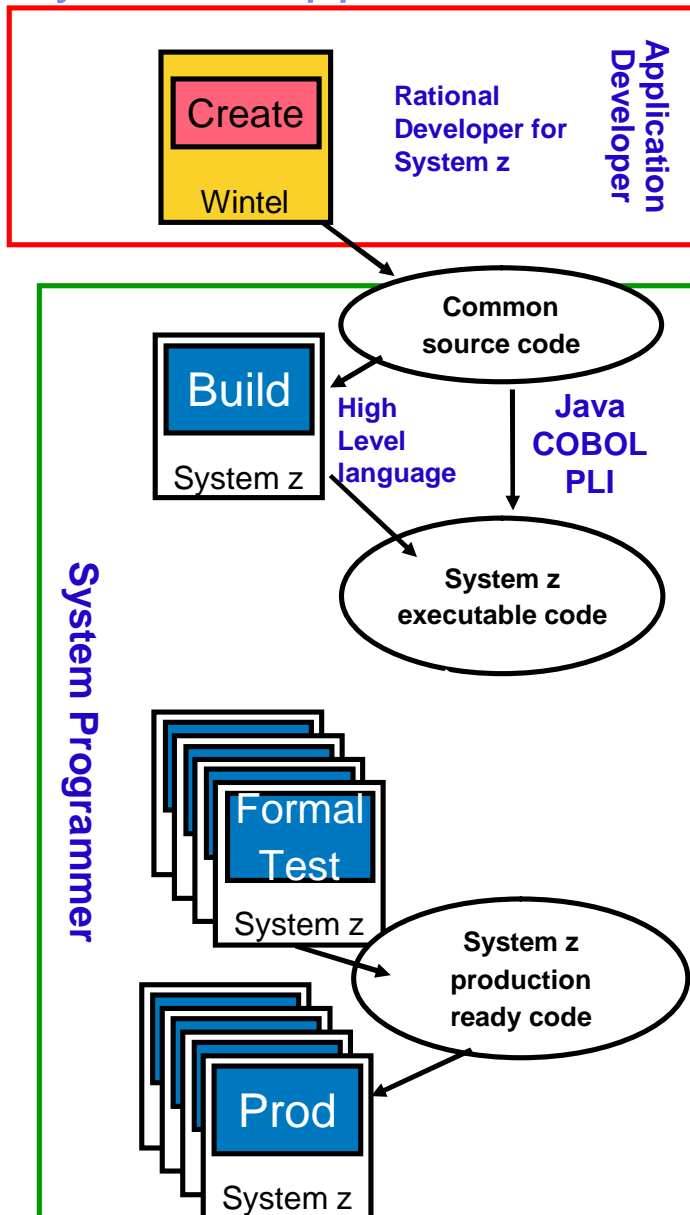 Create
Wintel
Rational
Developer for
System z
Application
Developer
Common
source code
Build
System z
High
Level
language
Java
COBOL
PLI
System z
executable code
System Programmer
Formal
Test
System z
System z
production
ready code
Prod
System z